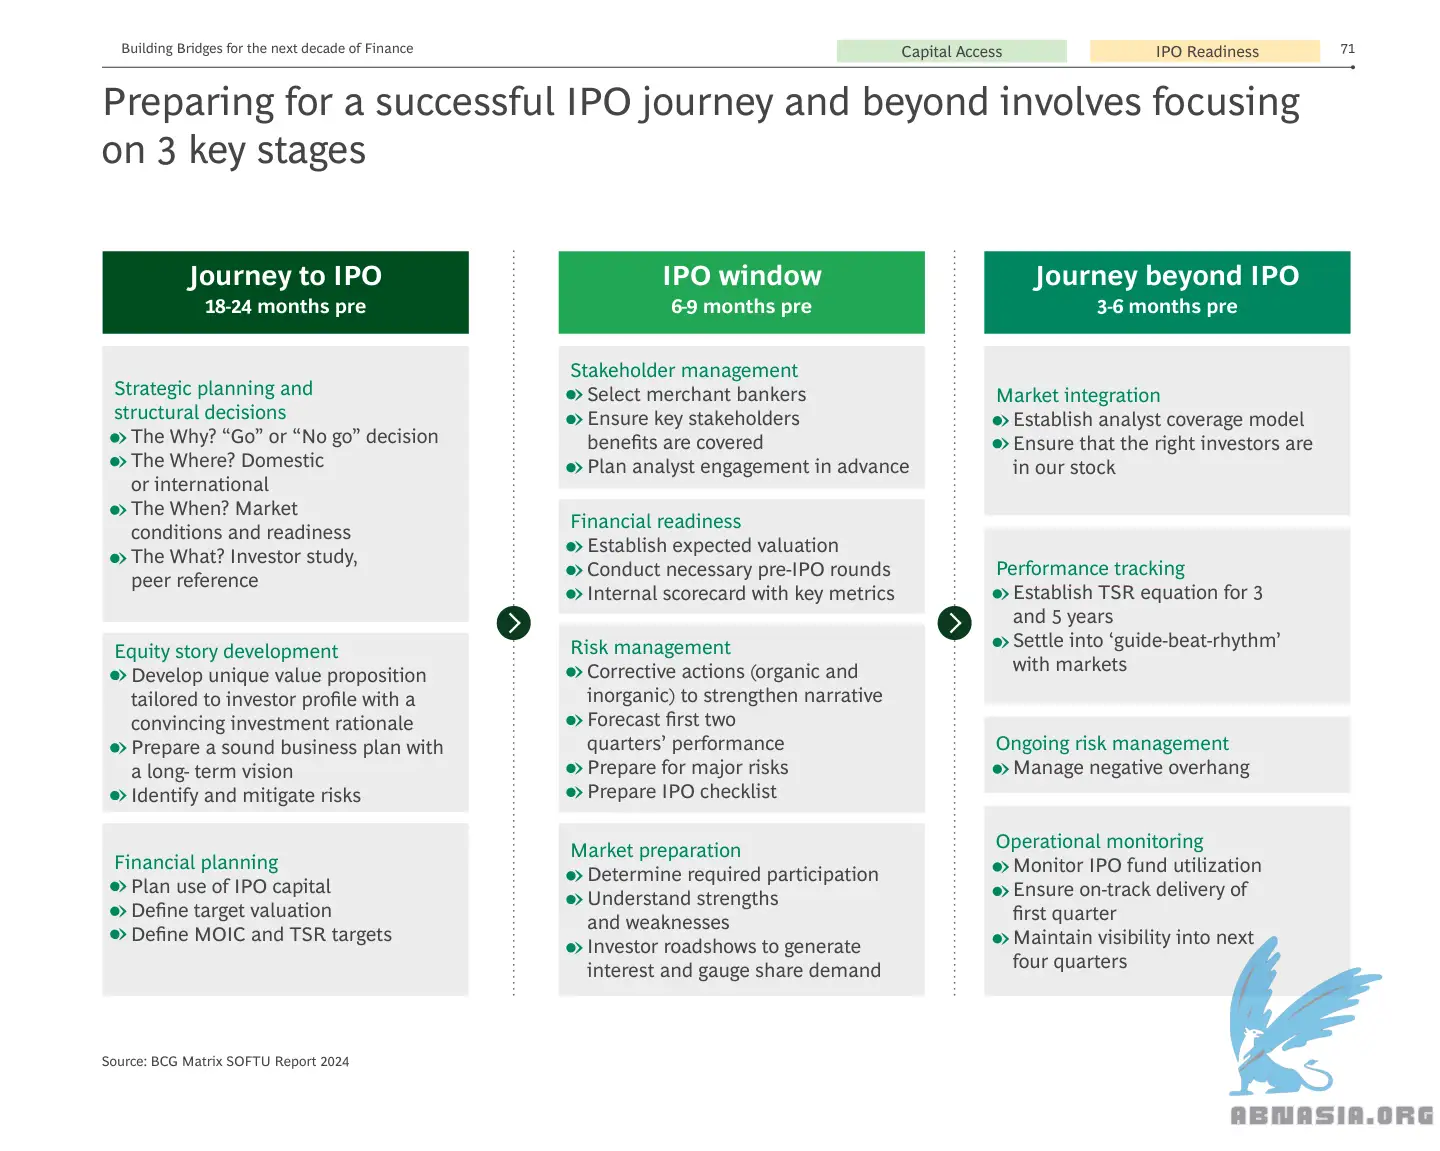 Building Bridges for the next decade of Finance
Capital Access
IPO Readiness
71
Preparing for a successful IPO journey and beyond involves focusing
on 3 key stages
Journey to IPO
18-24 months pre
Strategic planning and
structural decisions
The Why? “Go” or “No go” decision
The Where? Domestic
or international
The When? Market
conditions and readiness
The What? Investor study,
peer reference
Equity story development
Develop unique value proposition
tailored to investor profile with a
convincing investment rationale
Prepare a sound business plan with
a long- term vision
Identify and mitigate risks
Financial planning
Plan use of IPO capital
Define target valuation
Define MOIC and TSR targets
IPO window
6-9 months pre
Stakeholder management
Select merchant bankers
Ensure key stakeholders
benefits are covered
Plan analyst engagement in advance
Financial readiness
Establish expected valuation
Conduct necessary pre-IPO rounds
Internal scorecard with key metrics
Risk management
Corrective actions (organic and
inorganic) to strengthen narrative
Forecast first two
quarters’ performance
Prepare for major risks
Prepare IPO checklist
Market preparation
Determine required participation
Understand strengths
and weaknesses
Investor roadshows to generate
interest and gauge share demand
Journey beyond IPO
3-6 months pre
Market integration
Establish analyst coverage model
Ensure that the right investors are
in our stock
Performance tracking
Establish TSR equation for 3
and 5 years
Settle into ‘guide-beat-rhythm’
with markets
Ongoing risk management
Manage negative overhang
Operational monitoring
Monitor IPO fund utilization
Ensure on-track delivery of
first quarter
Maintain visibility into next
four quarters
Source: BCG Matrix SOFTU Report 2024
ABNASIA.ORG